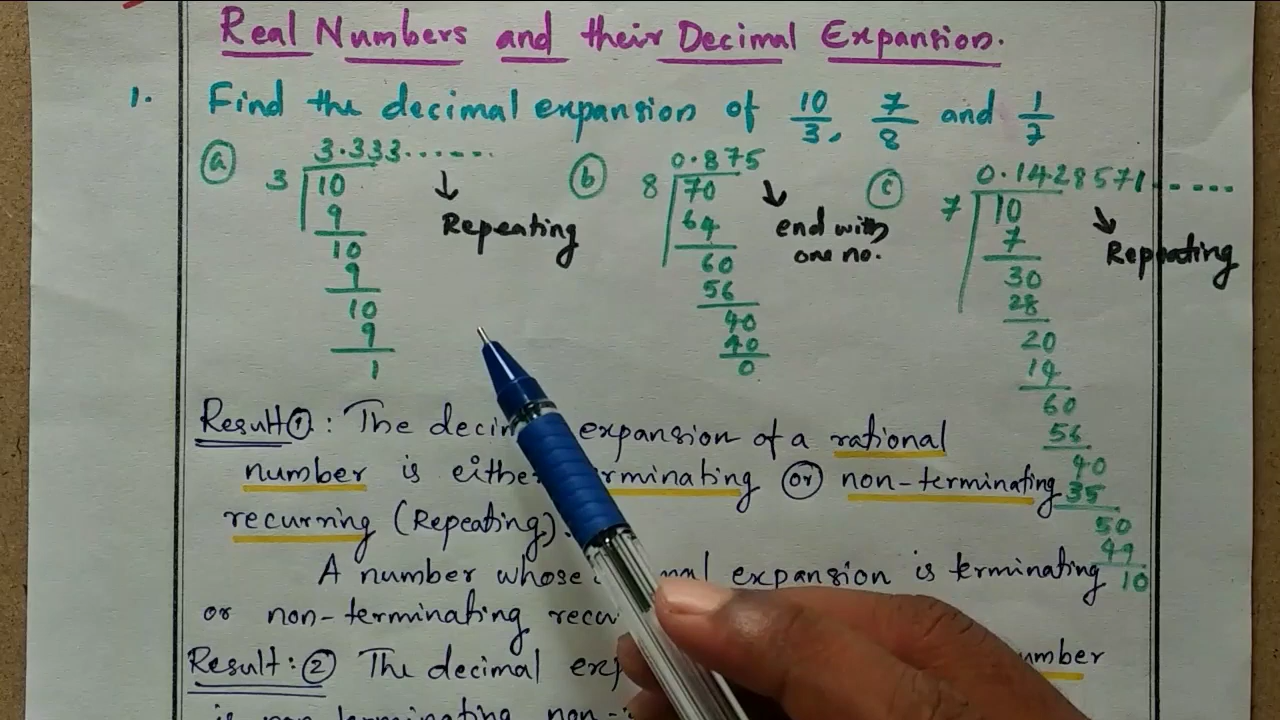 Real Numbers and their Decimal Expansion.
1. Find the decimal expansion of 10/3, 7/8 and 1/7
(a) 3.333......
3 10
9
10
9
10
9
1
↓
Repeating
(b) 0.875
8 70
64
60
56
40
40
0
↓
end with
one no.
(c) 0.1428571.....
7 10
7
30
28
20
14
60
56
40
35
50
49
10
↓
Repeating
Result ①: The expansion of a rational
number is either or non-terminating
recurring (Repeating).
A number whose expansion is terminating
or non-terminating
Result: ② The decimal